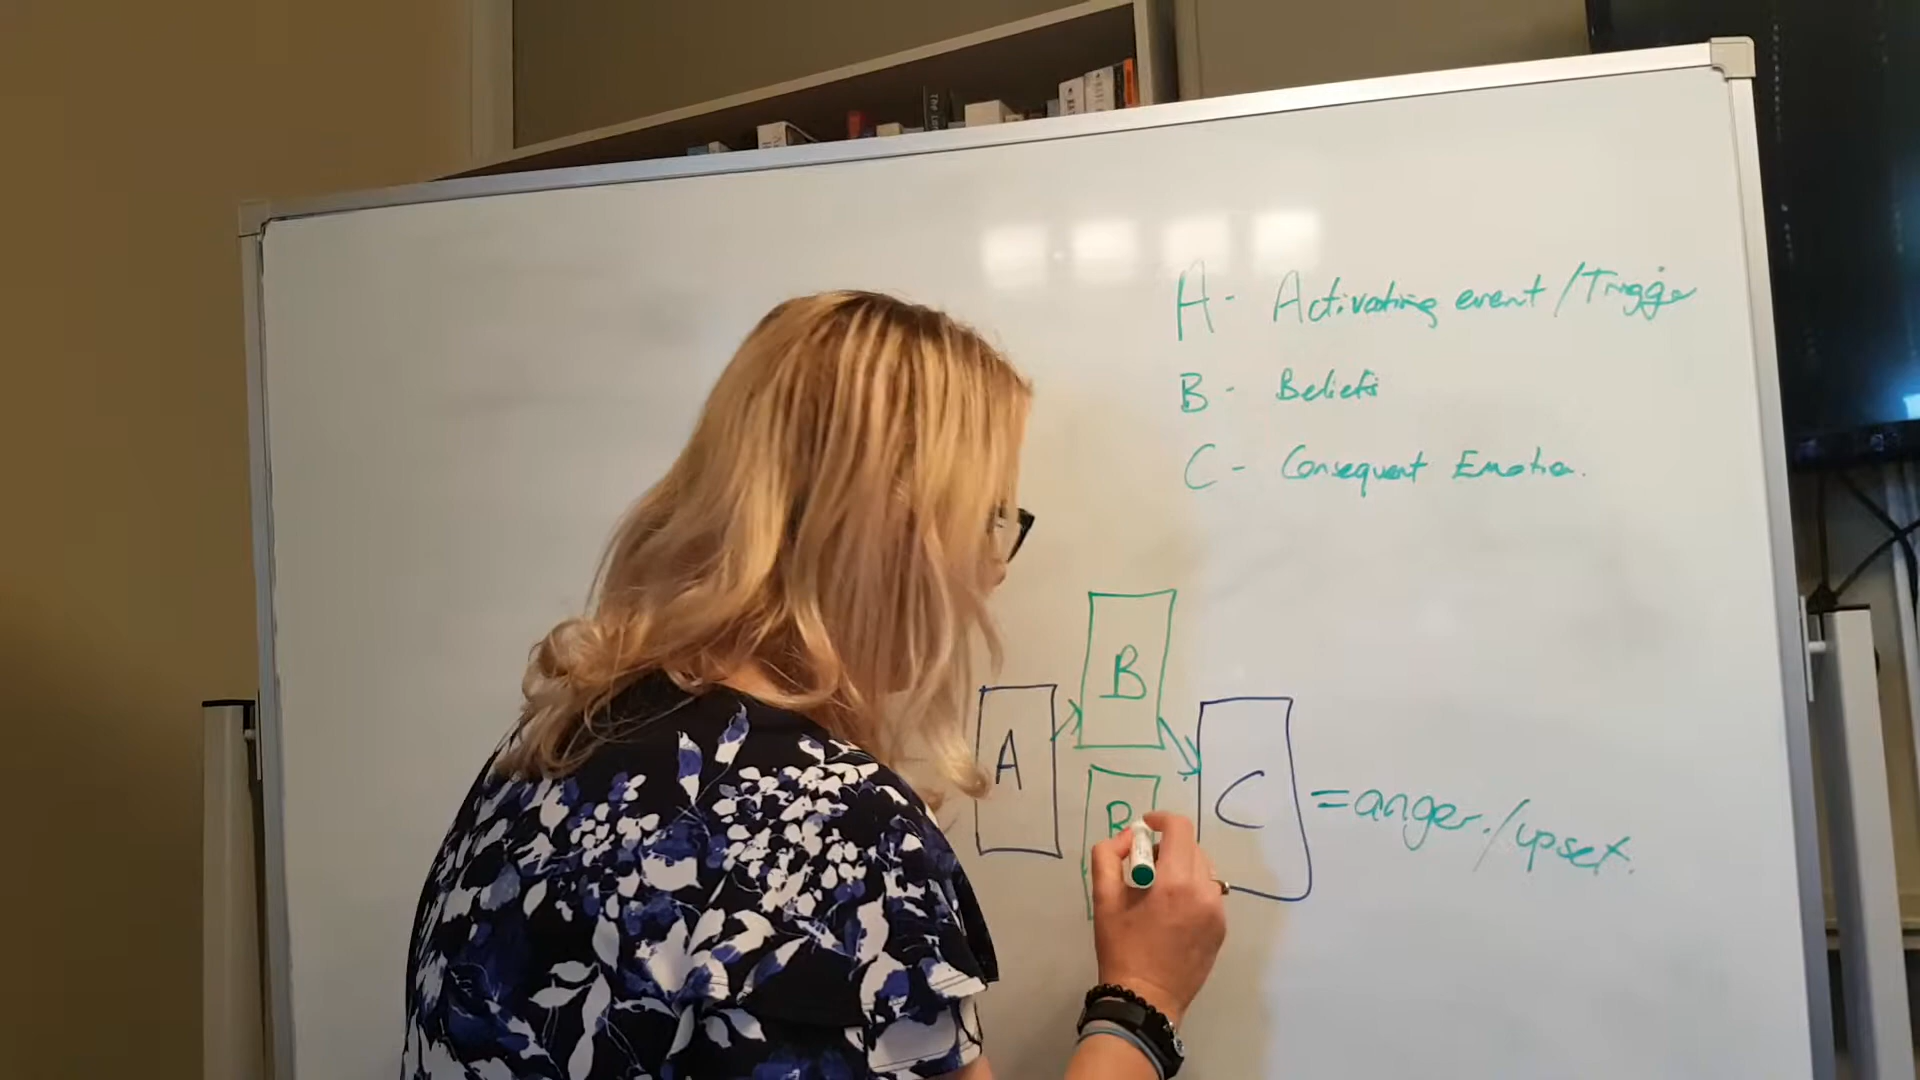 A - Activating event / Trigger
B - Beliefs
C - Consequent Emotion.
B
A
C = anger. / upset.
B